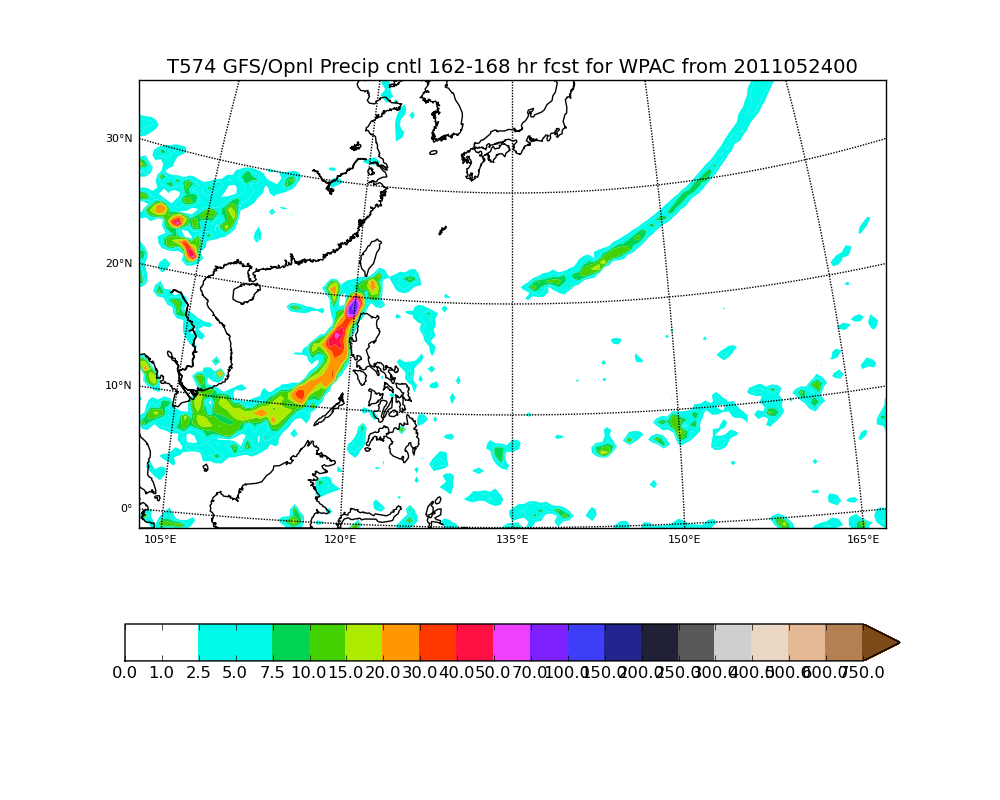 T574 GFS/Opnl Precip cntl 162-168 hr fcst for WPAC from 2011052400
30°N
20°N
10°N
0°
105°E 120°E 135°E 150°E 165°E
0.0 1.0 2.5 5.0 7.5 10.0 15.0 20.0 30.0 40.0 50.0 70.0 100.0 150.0 200.0 250.0 300.0 400.0 500.0 600.0 750.0